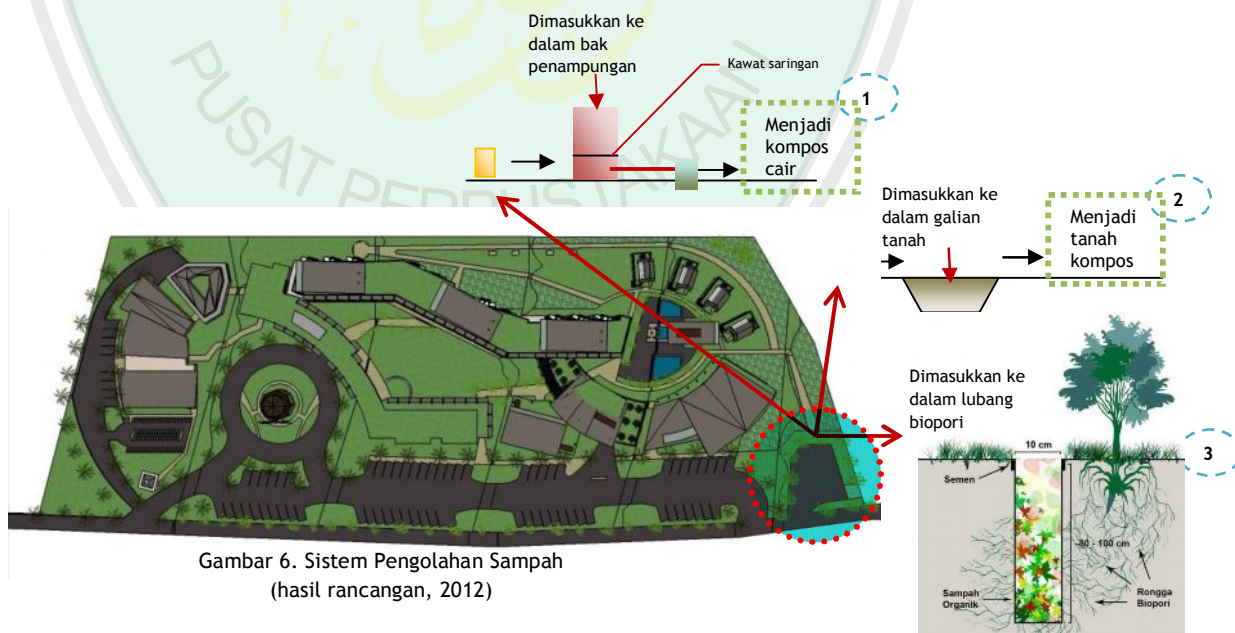 PUSAT PERPUSTAKAAN
Dimasukkan ke
dalam bak
penampungan
Kawat saringan
1
Menjadi
kompos
cair
Dimasukkan ke
dalam galian
tanah
2
Menjadi
tanah
kompos
Dimasukkan ke
dalam lubang
biopori
3
10 cm
Semen
80 - 100 cm
Sampah
Organik
Rongga
Biopori
Gambar 6. Sistem Pengolahan Sampah
(hasil rancangan, 2012)